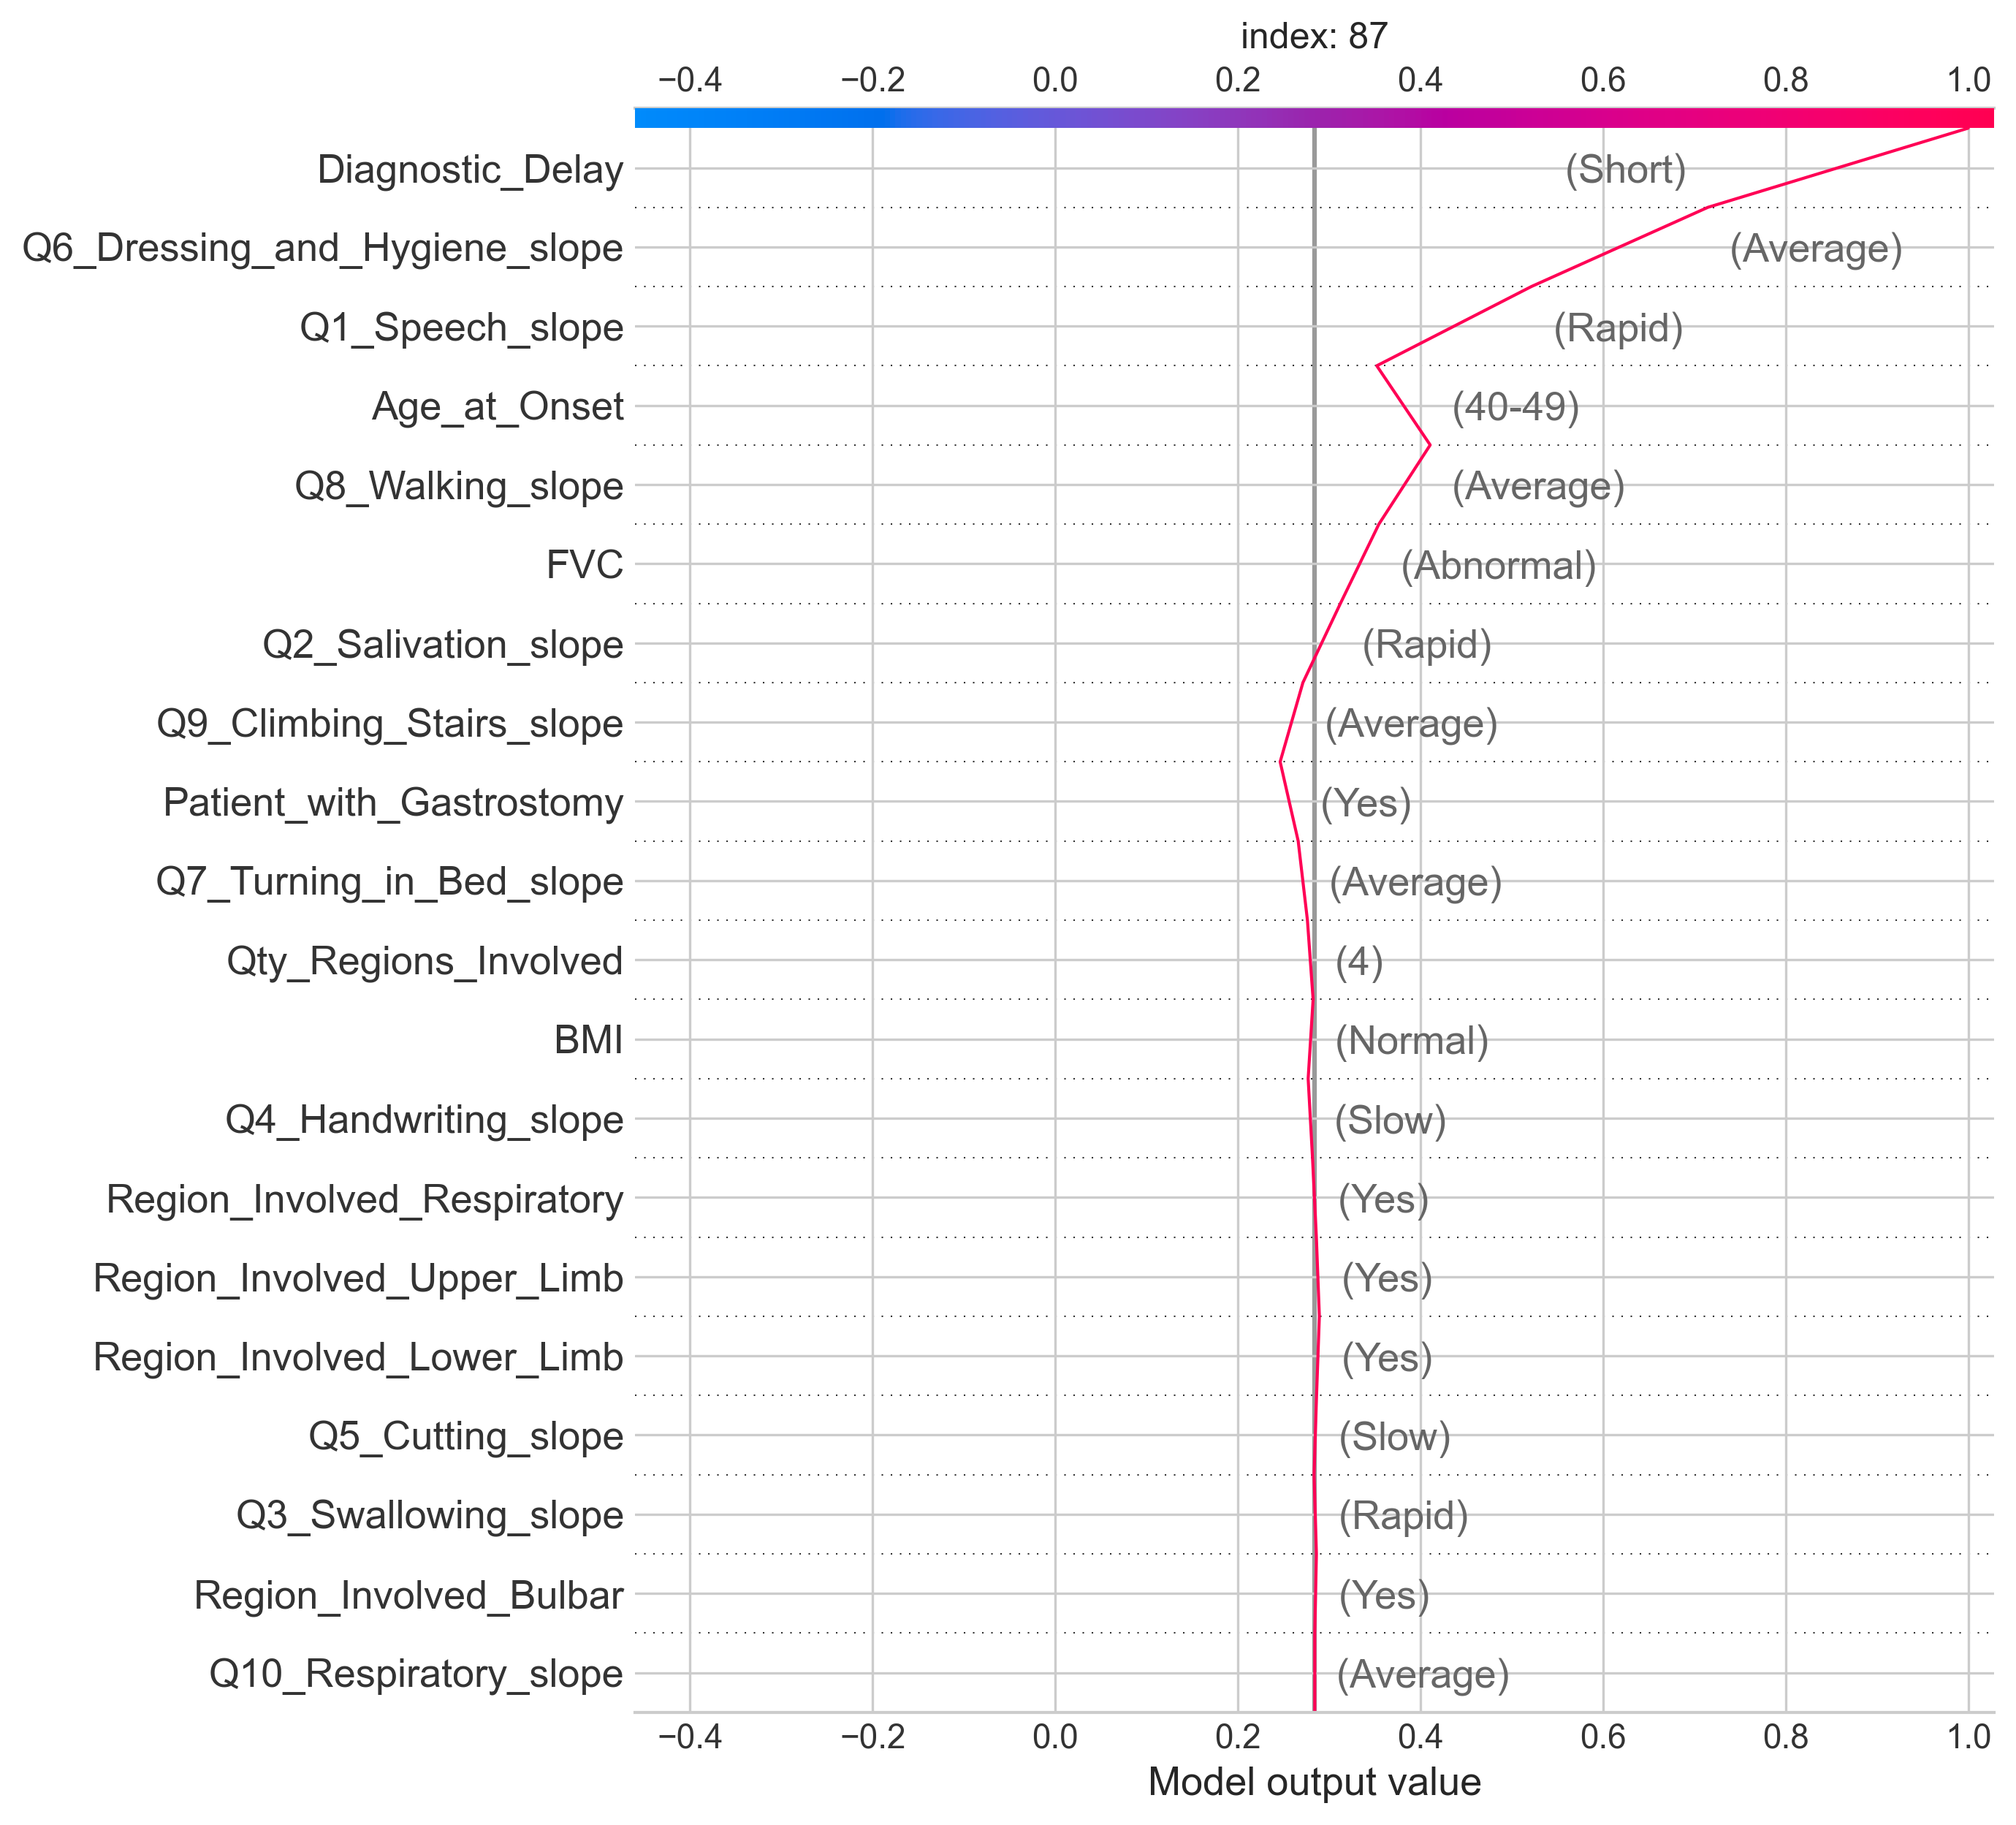 index: 87
−0.4 −0.2 0.0 0.2 0.4 0.6 0.8 1.0
Diagnostic_Delay (Short)
Q6_Dressing_and_Hygiene_slope (Average)
Q1_Speech_slope (Rapid)
Age_at_Onset (40-49)
Q8_Walking_slope (Average)
FVC (Abnormal)
Q2_Salivation_slope (Rapid)
Q9_Climbing_Stairs_slope (Average)
Patient_with_Gastrostomy (Yes)
Q7_Turning_in_Bed_slope (Average)
Qty_Regions_Involved (4)
BMI (Normal)
Q4_Handwriting_slope (Slow)
Region_Involved_Respiratory (Yes)
Region_Involved_Upper_Limb (Yes)
Region_Involved_Lower_Limb (Yes)
Q5_Cutting_slope (Slow)
Q3_Swallowing_slope (Rapid)
Region_Involved_Bulbar (Yes)
Q10_Respiratory_slope (Average)
−0.4 −0.2 0.0 0.2 0.4 0.6 0.8 1.0
Model output value